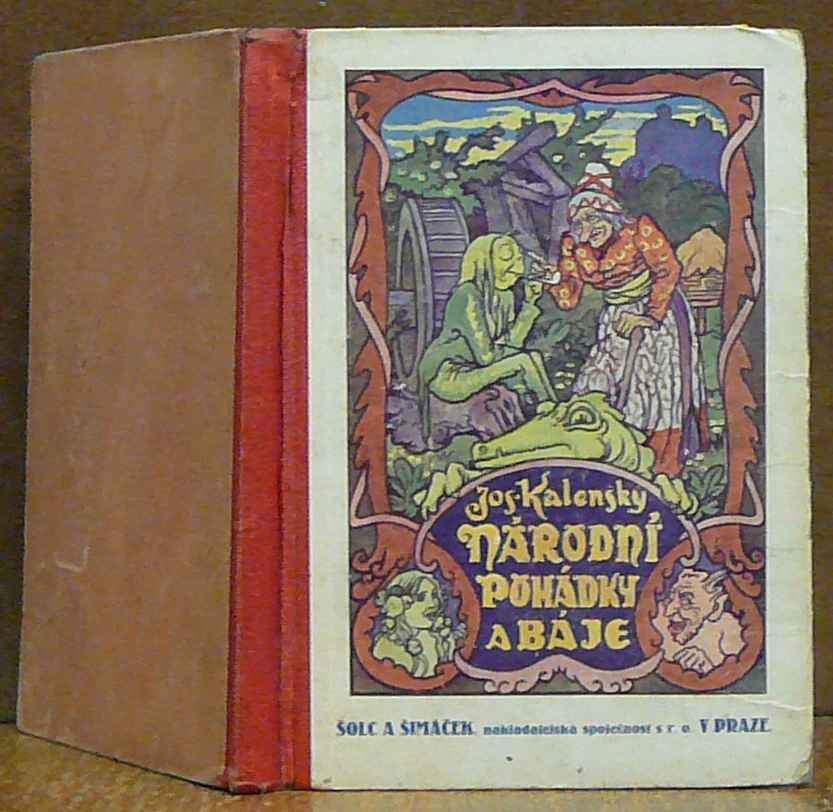 Jos. Kalenský
NÁRODNÍ
POHÁDKY
A BÁJE
ŠOLC A ŠIMÁČEK, nakladatelská společnost s r. o. V PRAZE